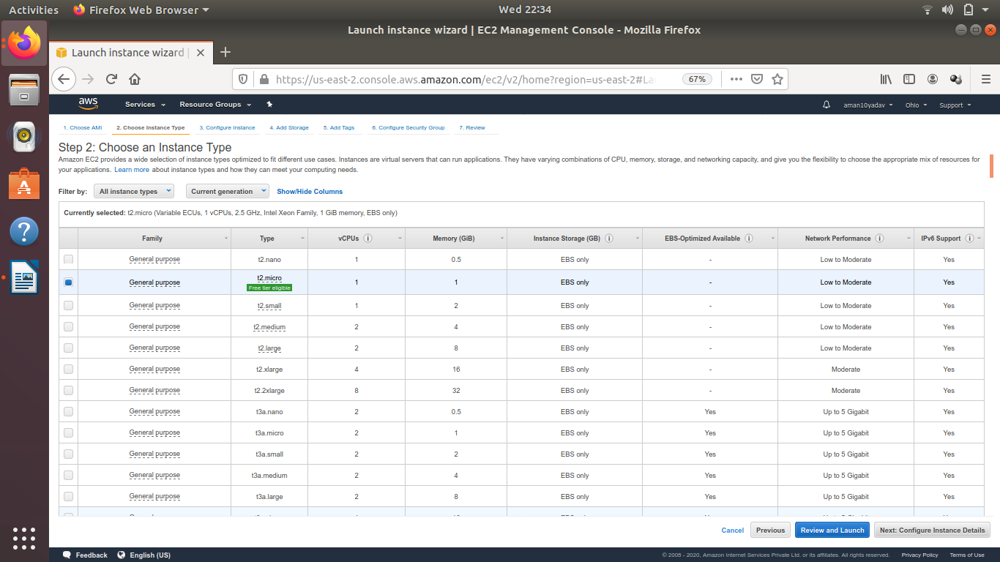 Activities Firefox Web Browser Wed 22:34
Launch instance wizard | EC2 Management Console - Mozilla Firefox
Launch instance wizard |
https://us-east-2.console.aws.amazon.com/ec2/v2/home?region=us-east-2#La 67%
aws Services Resource Groups aman10yadav Ohio Support
1. Choose AMI 2. Choose Instance Type 3. Configure Instance 4. Add Storage 5. Add Tags 6. Configure Security Group 7. Review
Step 2: Choose an Instance Type
Amazon EC2 provides a wide selection of instance types optimized to fit different use cases. Instances are virtual servers that can run applications. They have varying combinations of CPU, memory, storage, and networking capacity, and give you the flexibility to choose the appropriate mix of resources for
your applications. Learn more about instance types and how they can meet your computing needs.
Filter by: All instance types Current generation Show/Hide Columns
Currently selected: t2.micro (Variable ECUs, 1 vCPUs, 2.5 GHz, Intel Xeon Family, 1 GiB memory, EBS only)
Family Type vCPUs Memory (GiB) Instance Storage (GB) EBS-Optimized Available Network Performance IPv6 Support
General purpose t2.nano 1 0.5 EBS only - Low to Moderate Yes
General purpose t2.micro 1 1 EBS only - Low to Moderate Yes
Free tier eligible
General purpose t2.small 1 2 EBS only - Low to Moderate Yes
General purpose t2.medium 2 4 EBS only - Low to Moderate Yes
General purpose t2.large 2 8 EBS only - Low to Moderate Yes
General purpose t2.xlarge 4 16 EBS only - Moderate Yes
General purpose t2.2xlarge 8 32 EBS only - Moderate Yes
General purpose t3a.nano 2 0.5 EBS only Yes Up to 5 Gigabit Yes
General purpose t3a.micro 2 1 EBS only Yes Up to 5 Gigabit Yes
General purpose t3a.small 2 2 EBS only Yes Up to 5 Gigabit Yes
General purpose t3a.medium 2 4 EBS only Yes Up to 5 Gigabit Yes
General purpose t3a.large 2 8 EBS only Yes Up to 5 Gigabit Yes
Cancel Previous Review and Launch Next: Configure Instance Details
Feedback English (US) © 2008 - 2020, Amazon Internet Services Private Ltd. or its affiliates. All rights reserved. Privacy Policy Terms of Use